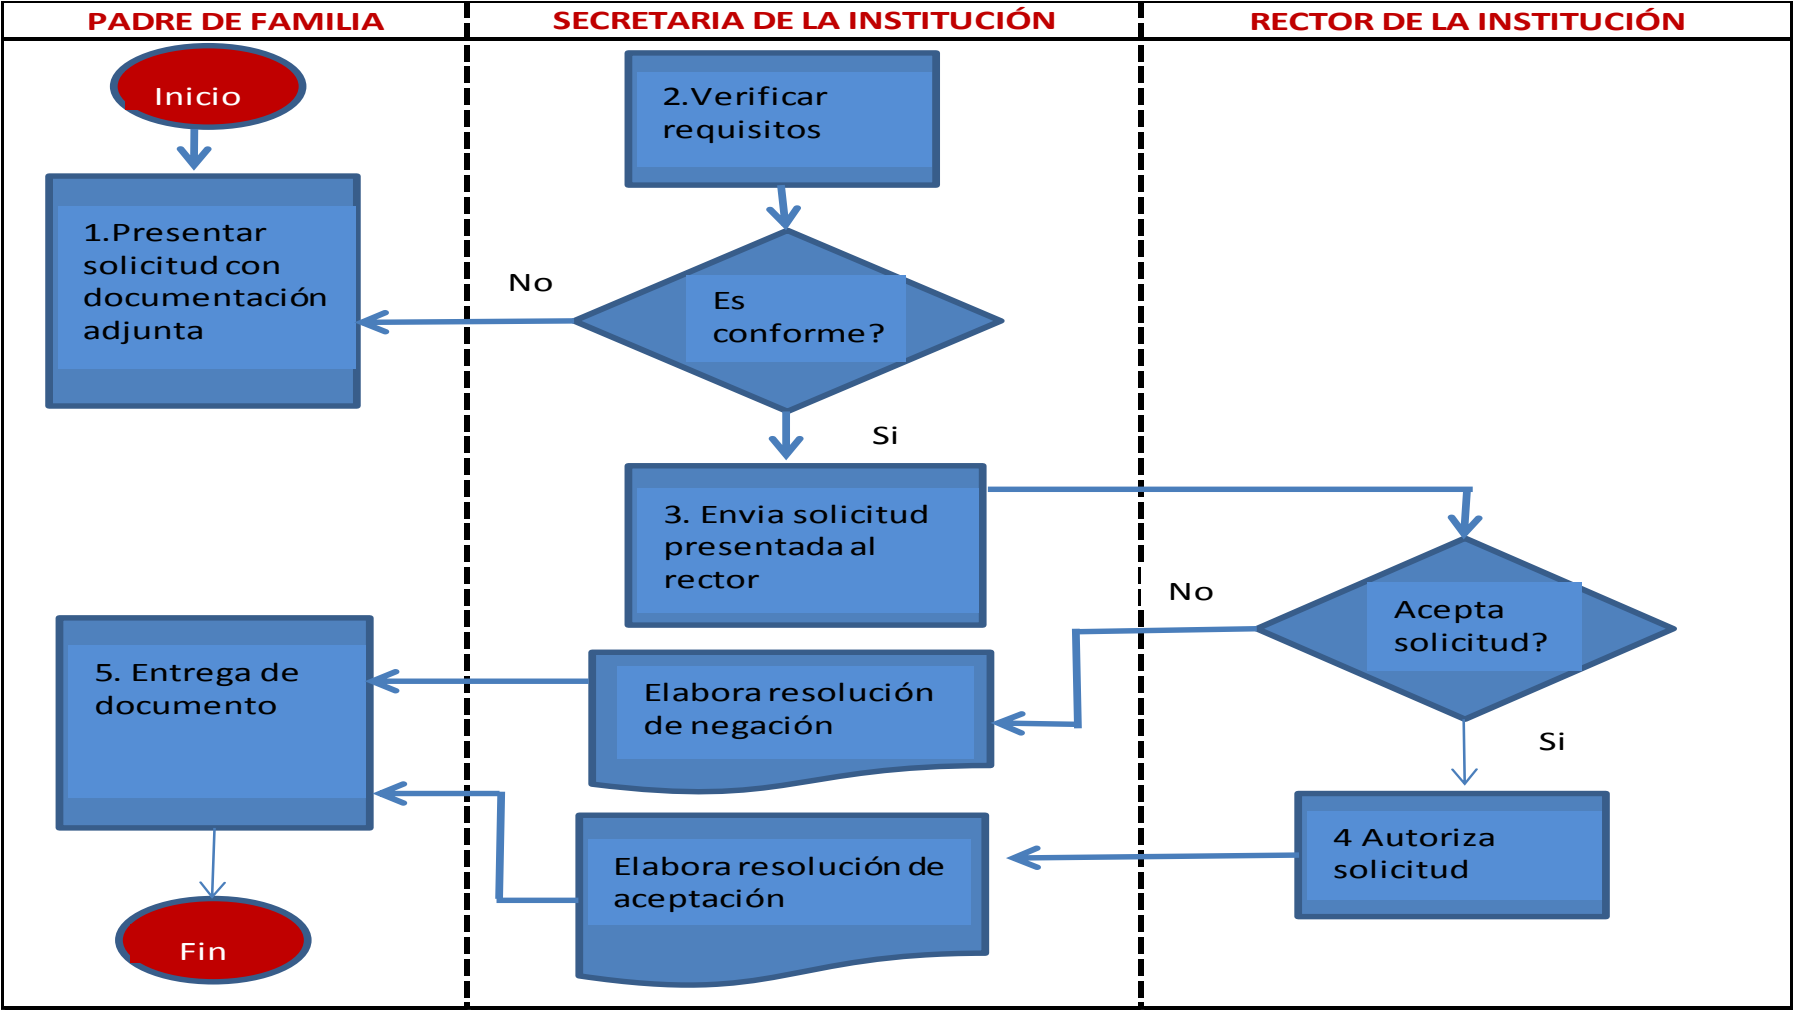 PADRE DE FAMILIA
SECRETARIA DE LA INSTITUCIÓN
RECTOR DE LA INSTITUCIÓN
Inicio
1.Presentar
solicitud con
documentación
adjunta
2.Verificar
requisitos
No
Es
conforme?
Si
3. Envia solicitud
presentada al
rector
No
Acepta
solicitud?
Si
4 Autoriza
solicitud
Elabora resolución
de negación
Elabora resolución de
aceptación
5. Entrega de
documento
Fin